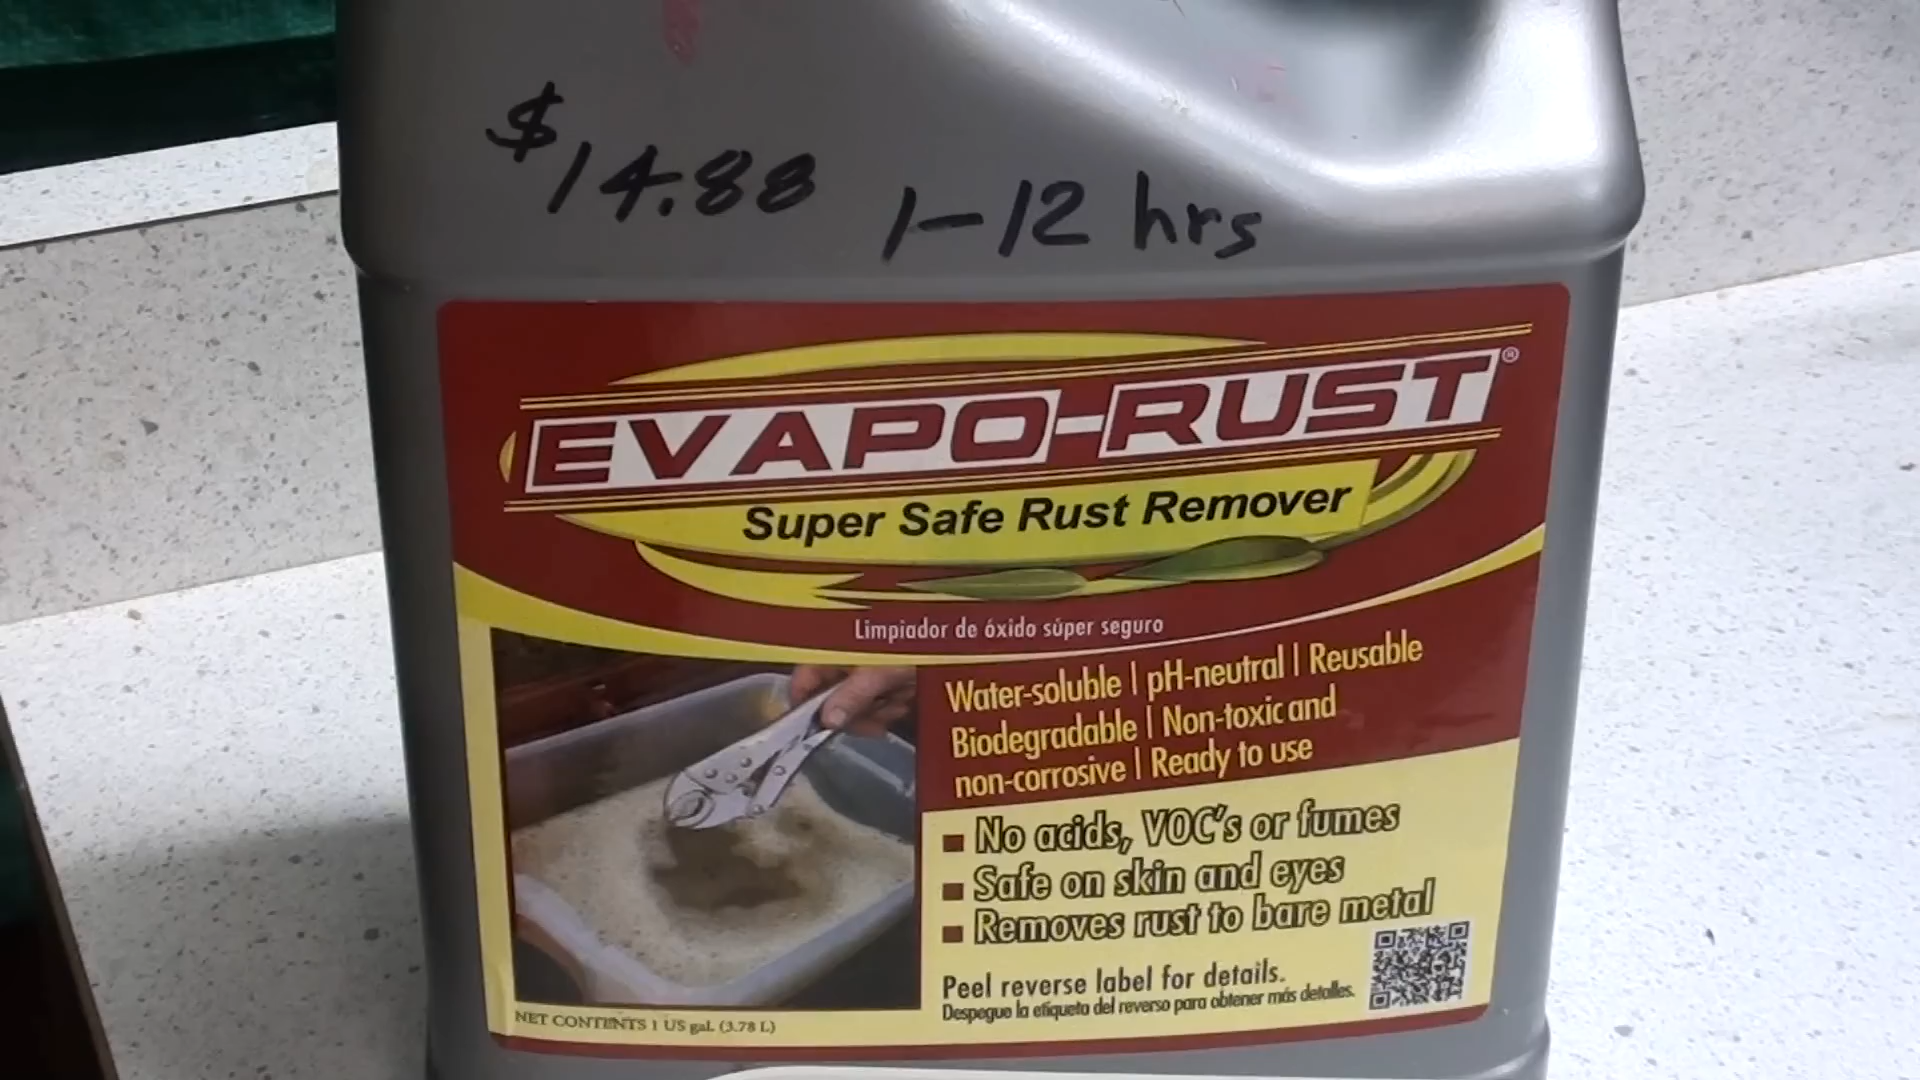 $14.88 1-12 hrs
EVAPO-RUST®
Super Safe Rust Remover
Limpiador de óxido súper seguro
Water-soluble | pH-neutral | Reusable
Biodegradable | Non-toxic and
non-corrosive | Ready to use
No acids, VOC's or fumes
Safe on skin and eyes
Removes rust to bare metal
Peel reverse label for details.
Despegue la etiqueta del reverso para obtener más detalles.
NET CONTENTS 1 US gal. (3.78 L)